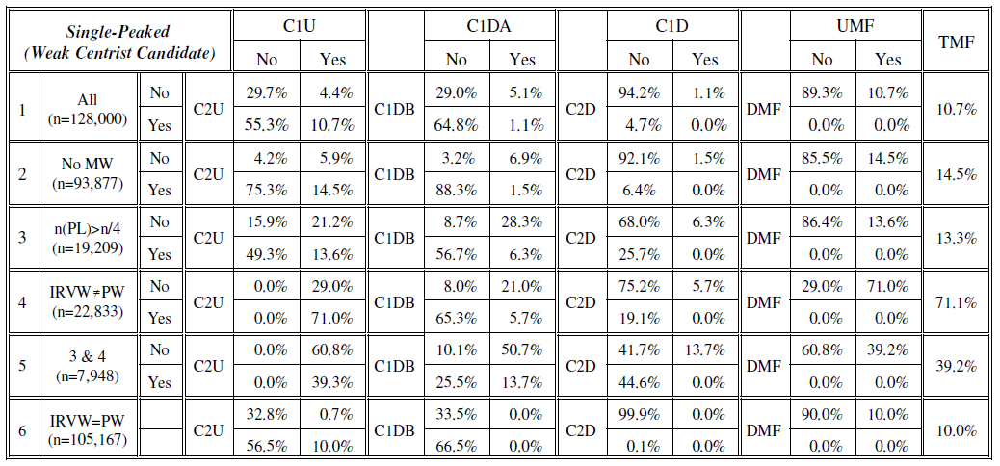 Single-Peaked (Weak Centrist Candidate) C1U C1DA C1D UMF TMF
No Yes No Yes No Yes No Yes
1 All (n=128,000) No C2U 29.7% 4.4% C1DB 29.0% 5.1% C2D 94.2% 1.1% DMF 89.3% 10.7% 10.7%
Yes 55.3% 10.7% 64.8% 1.1% 4.7% 0.0% 0.0% 0.0%
2 No MW (n=93,877) No C2U 4.2% 5.9% C1DB 3.2% 6.9% C2D 92.1% 1.5% DMF 85.5% 14.5% 14.5%
Yes 75.3% 14.5% 88.3% 1.5% 6.4% 0.0% 0.0% 0.0%
3 n(PL)>n/4 (n=19,209) No C2U 15.9% 21.2% C1DB 8.7% 28.3% C2D 68.0% 6.3% DMF 86.4% 13.6% 13.3%
Yes 49.3% 13.6% 56.7% 6.3% 25.7% 0.0% 0.0% 0.0%
4 IRVW≠PW (n=22,833) No C2U 0.0% 29.0% C1DB 8.0% 21.0% C2D 75.2% 5.7% DMF 29.0% 71.0% 71.1%
Yes 0.0% 71.0% 65.3% 5.7% 19.1% 0.0% 0.0% 0.0%
5 3 & 4 (n=7,948) No C2U 0.0% 60.8% C1DB 10.1% 50.7% C2D 41.7% 13.7% DMF 60.8% 39.2% 39.2%
Yes 0.0% 39.3% 25.5% 13.7% 44.6% 0.0% 0.0% 0.0%
6 IRVW=PW (n=105,167) C2U 32.8% 0.7% C1DB 33.5% 0.0% C2D 99.9% 0.0% DMF 90.0% 10.0% 10.0%
56.5% 10.0% 66.5% 0.0% 0.1% 0.0% 0.0% 0.0%